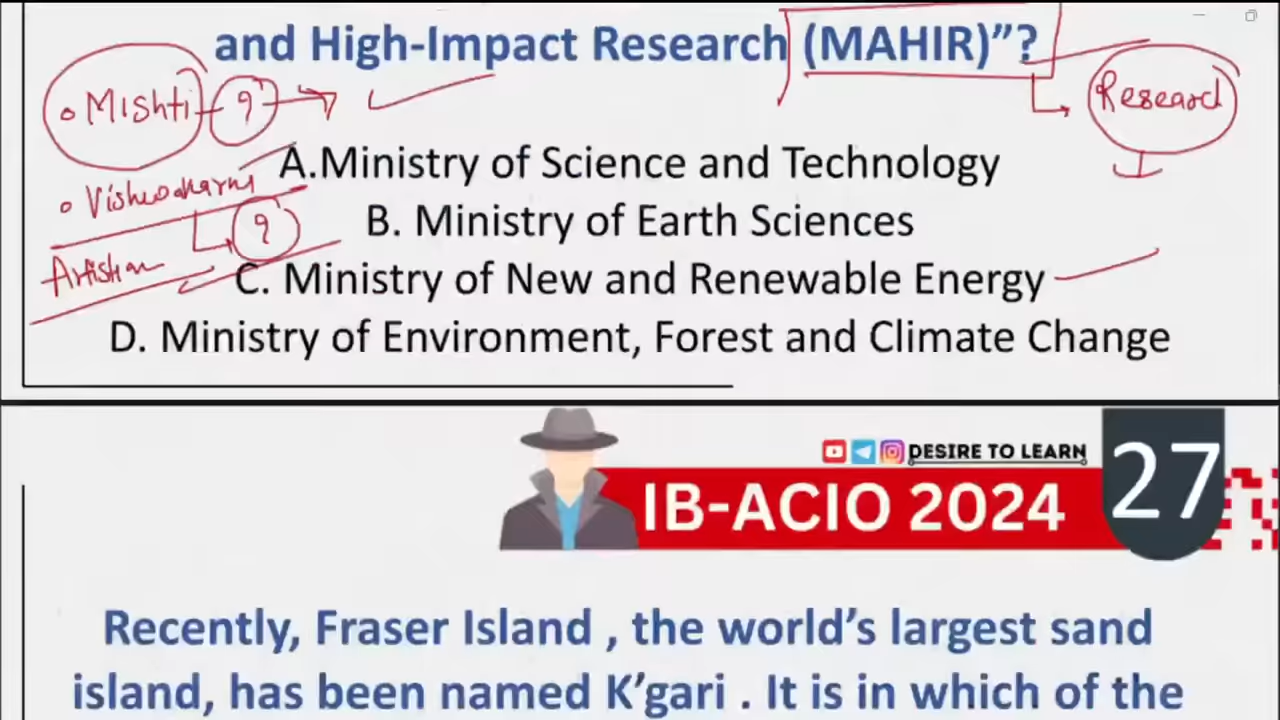 and High-Impact Research (MAHIR)”?
• Mishti – 9 →
Research
A.Ministry of Science and Technology
• Vishwakarma
B. Ministry of Earth Sciences
9
Artisian
C. Ministry of New and Renewable Energy
D. Ministry of Environment, Forest and Climate Change
DESIRE TO LEARN
27
IB-ACIO 2024
Recently, Fraser Island , the world’s largest sand
island, has been named K’gari . It is in which of the